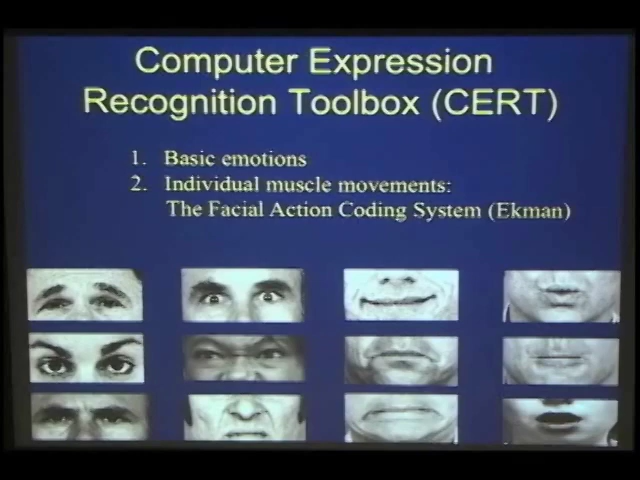 Computer Expression
Recognition Toolbox (CERT)
1. Basic emotions
2. Individual muscle movements:
The Facial Action Coding System (Ekman)